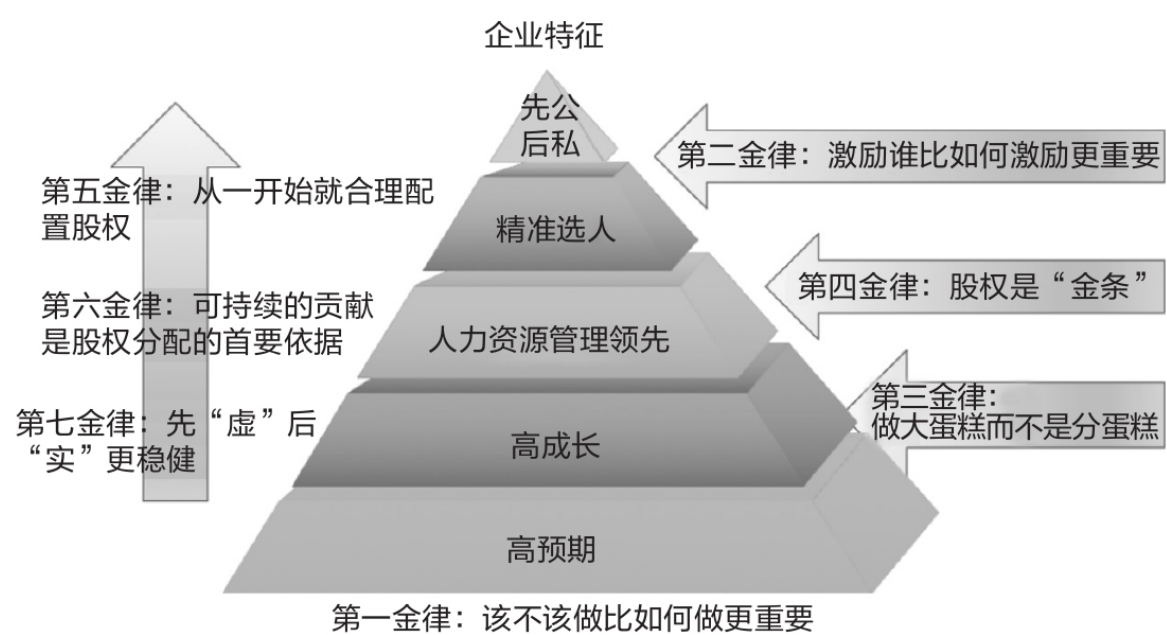 企业特征
先公
后私
第二金律：激励谁比如何激励更重要
第五金律：从一开始就合理配
置股权
精准选人
第四金律：股权是“金条”
第六金律：可持续的贡献
是股权分配的首要依据
人力资源管理领先
第三金律：
做大蛋糕而不是分蛋糕
第七金律：先“虚”后
“实”更稳健
高成长
高预期
第一金律：该不该做比如何做更重要